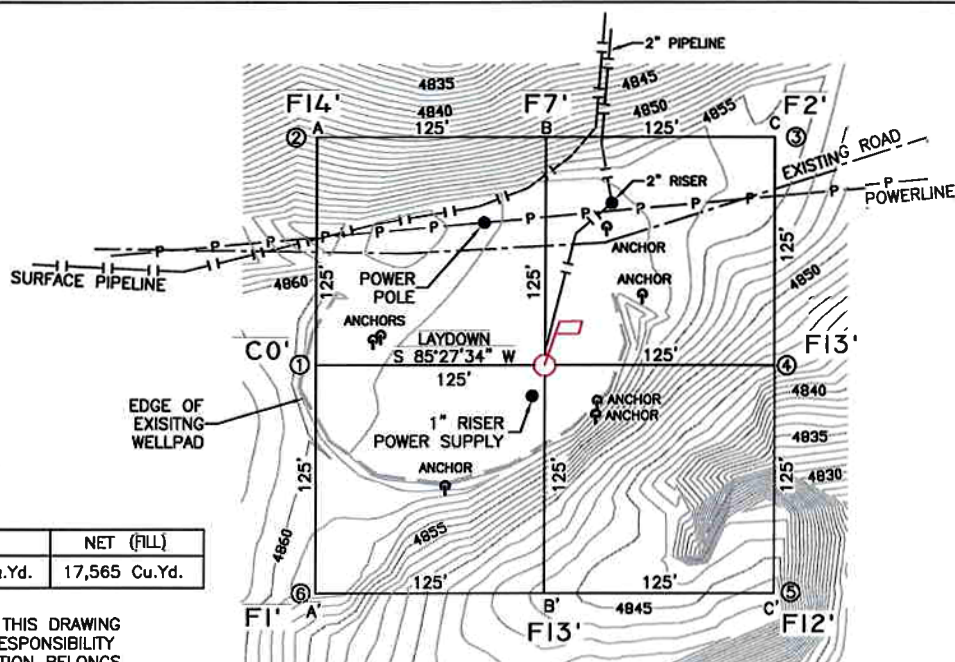 2" PIPELINE
4835
4840
4845
4850
4855
F14'
F7'
F2'
② A 125' B 125' C ③
EXISTING ROAD
P P P P P P P P P
POWERLINE
2" RISER
ANCHOR
SURFACE PIPELINE
4860
125'
125'
125'
4850
POWER
POLE
ANCHOR
ANCHORS
LAYDOWN
S 85°27'34" W
C0' ① 125' 125' ④
F13'
EDGE OF
EXISITNG
WELLPAD
1" RISER
POWER SUPPLY
ANCHOR
ANCHOR
4840
4835
4830
ANCHOR
125'
125'
125'
4855
4860
NET (FILL)
.Yd.
17,565 Cu.Yd.
⑥ A' 125' B' 125' C' ⑤
4845
F1'
F13'
F12'
THIS DRAWING
ESPONSIBILITY
TION BELONGS